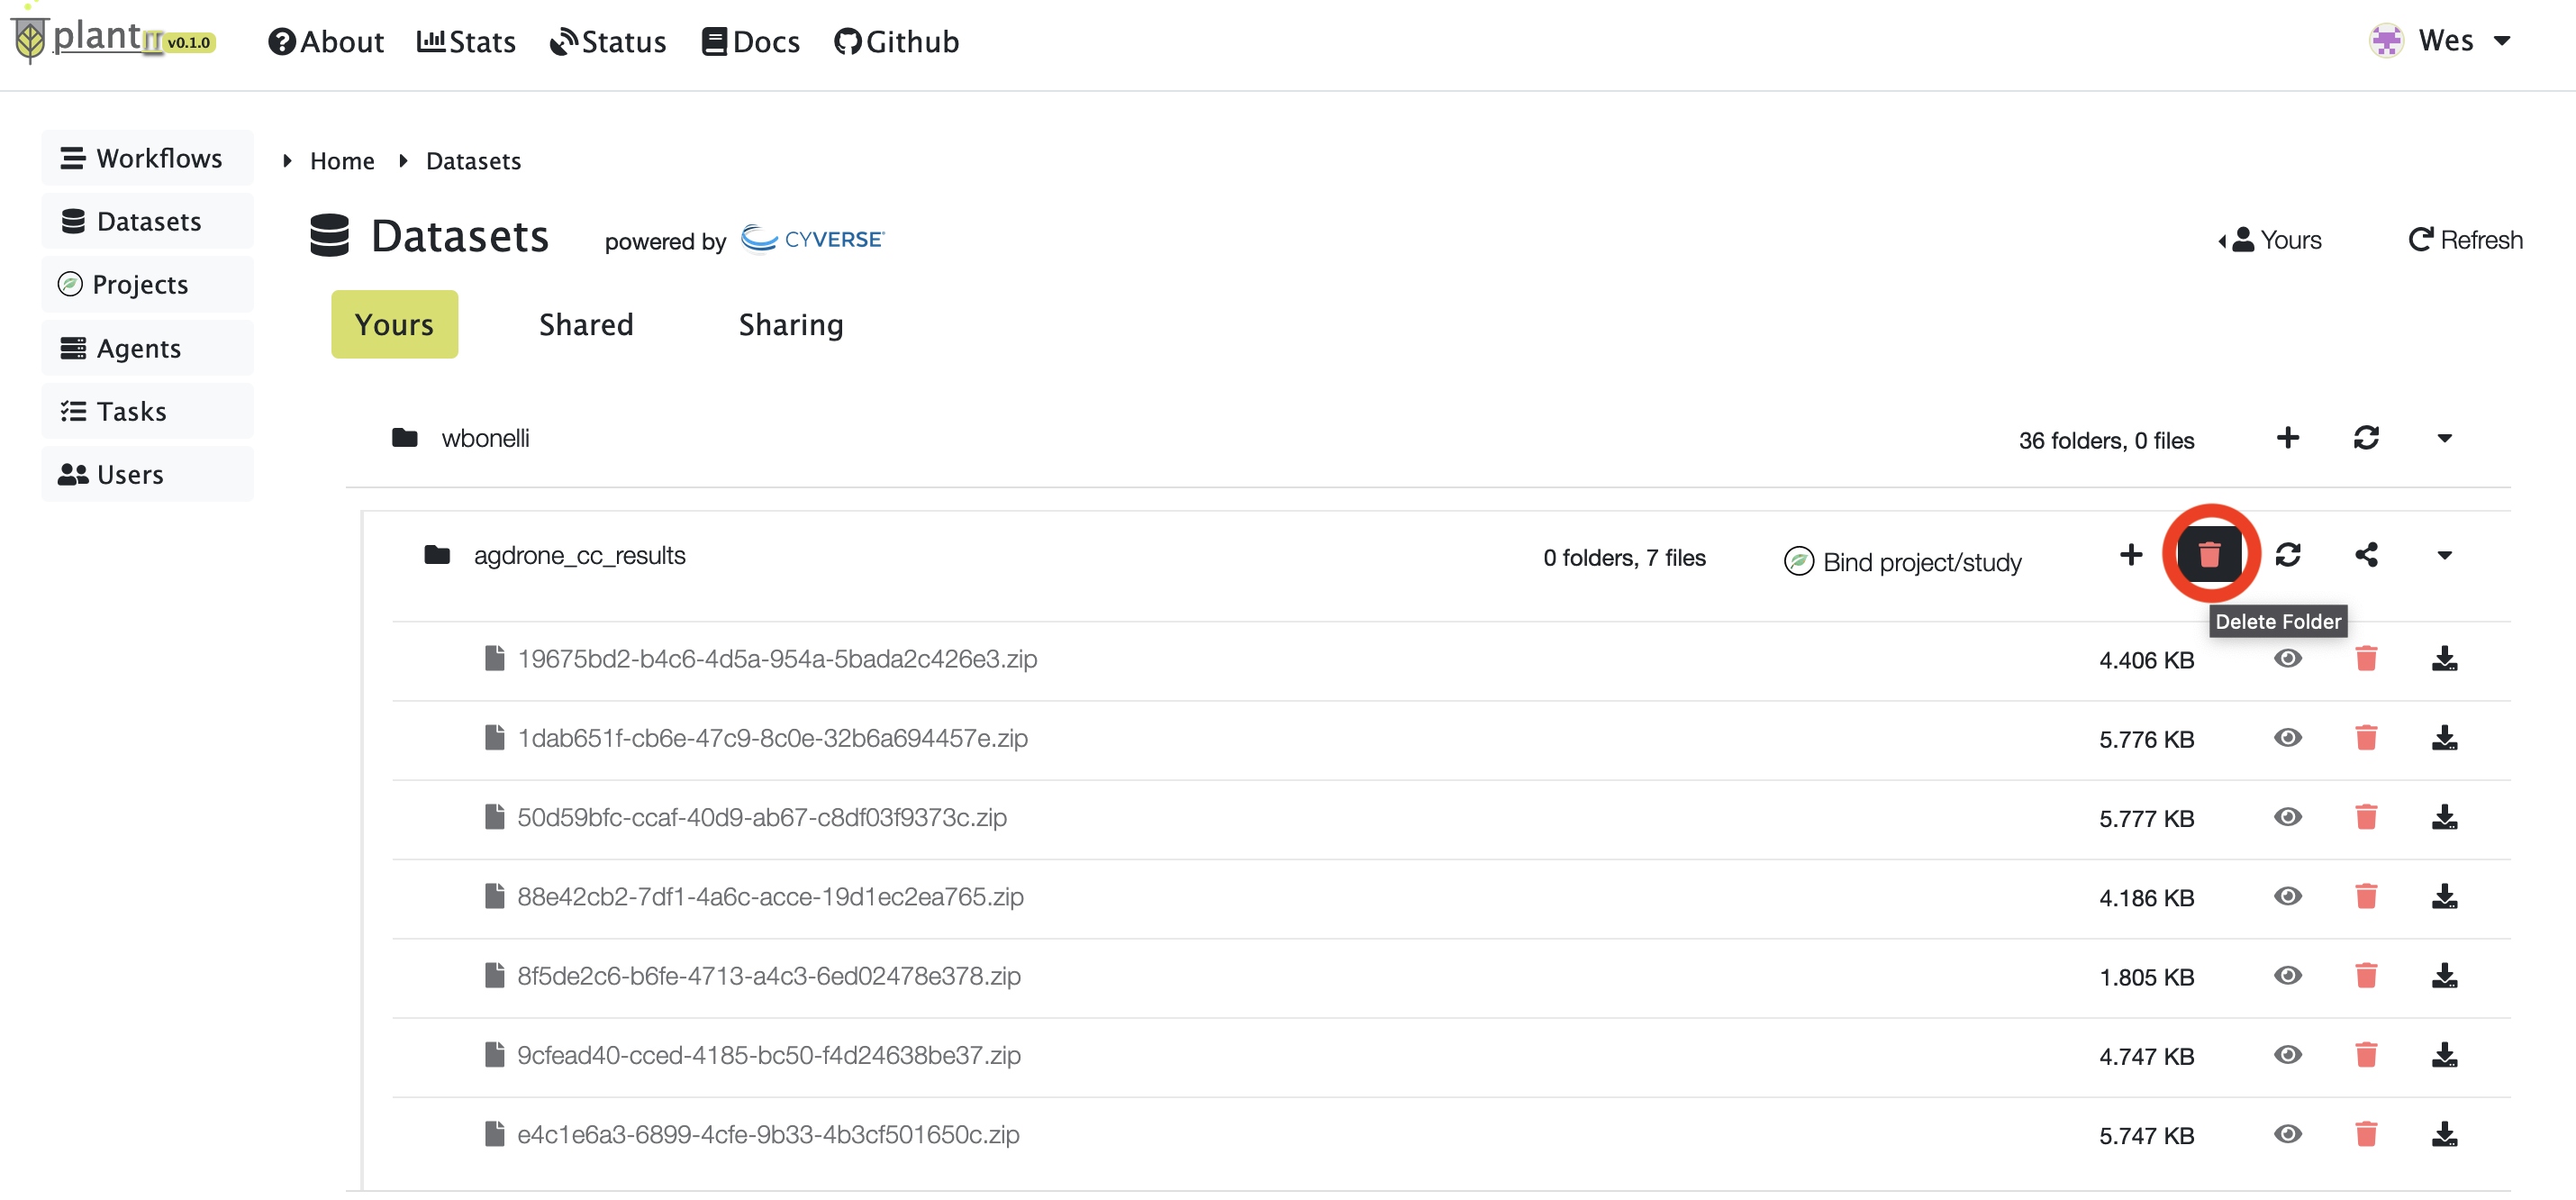 plantIT v0.1.0 About Stats Status Docs Github Wes
Workflows
Datasets
Projects
Agents
Tasks
Users
Home Datasets
Datasets powered by CYVERSE Yours Refresh
Yours Shared Sharing
wbonelli 36 folders, 0 files
agdrone_cc_results 0 folders, 7 files Bind project/study
Delete Folder
19675bd2-b4c6-4d5a-954a-5bada2c426e3.zip 4.406 KB
1dab651f-cb6e-47c9-8c0e-32b6a694457e.zip 5.776 KB
50d59bfc-ccaf-40d9-ab67-c8df03f9373c.zip 5.777 KB
88e42cb2-7df1-4a6c-acce-19d1ec2ea765.zip 4.186 KB
8f5de2c6-b6fe-4713-a4c3-6ed02478e378.zip 1.805 KB
9cfead40-cced-4185-bc50-f4d24638be37.zip 4.747 KB
e4c1e6a3-6899-4cfe-9b33-4b3cf501650c.zip 5.747 KB